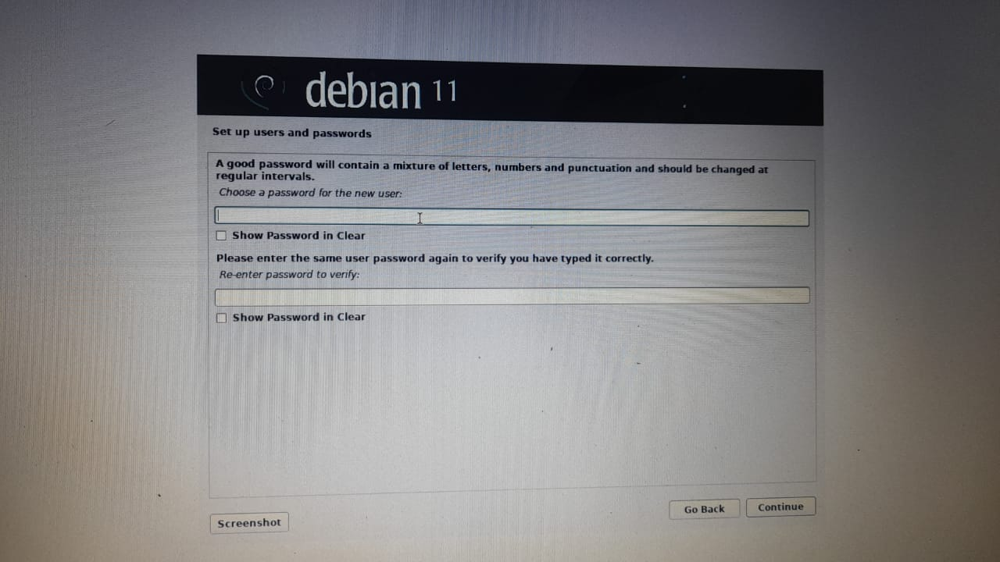 debian 11
Set up users and passwords
A good password will contain a mixture of letters, numbers and punctuation and should be changed at
regular intervals.
Choose a password for the new user:
Show Password in Clear
Please enter the same user password again to verify you have typed it correctly.
Re-enter password to verify:
Show Password in Clear
Screenshot
Go Back
Continue